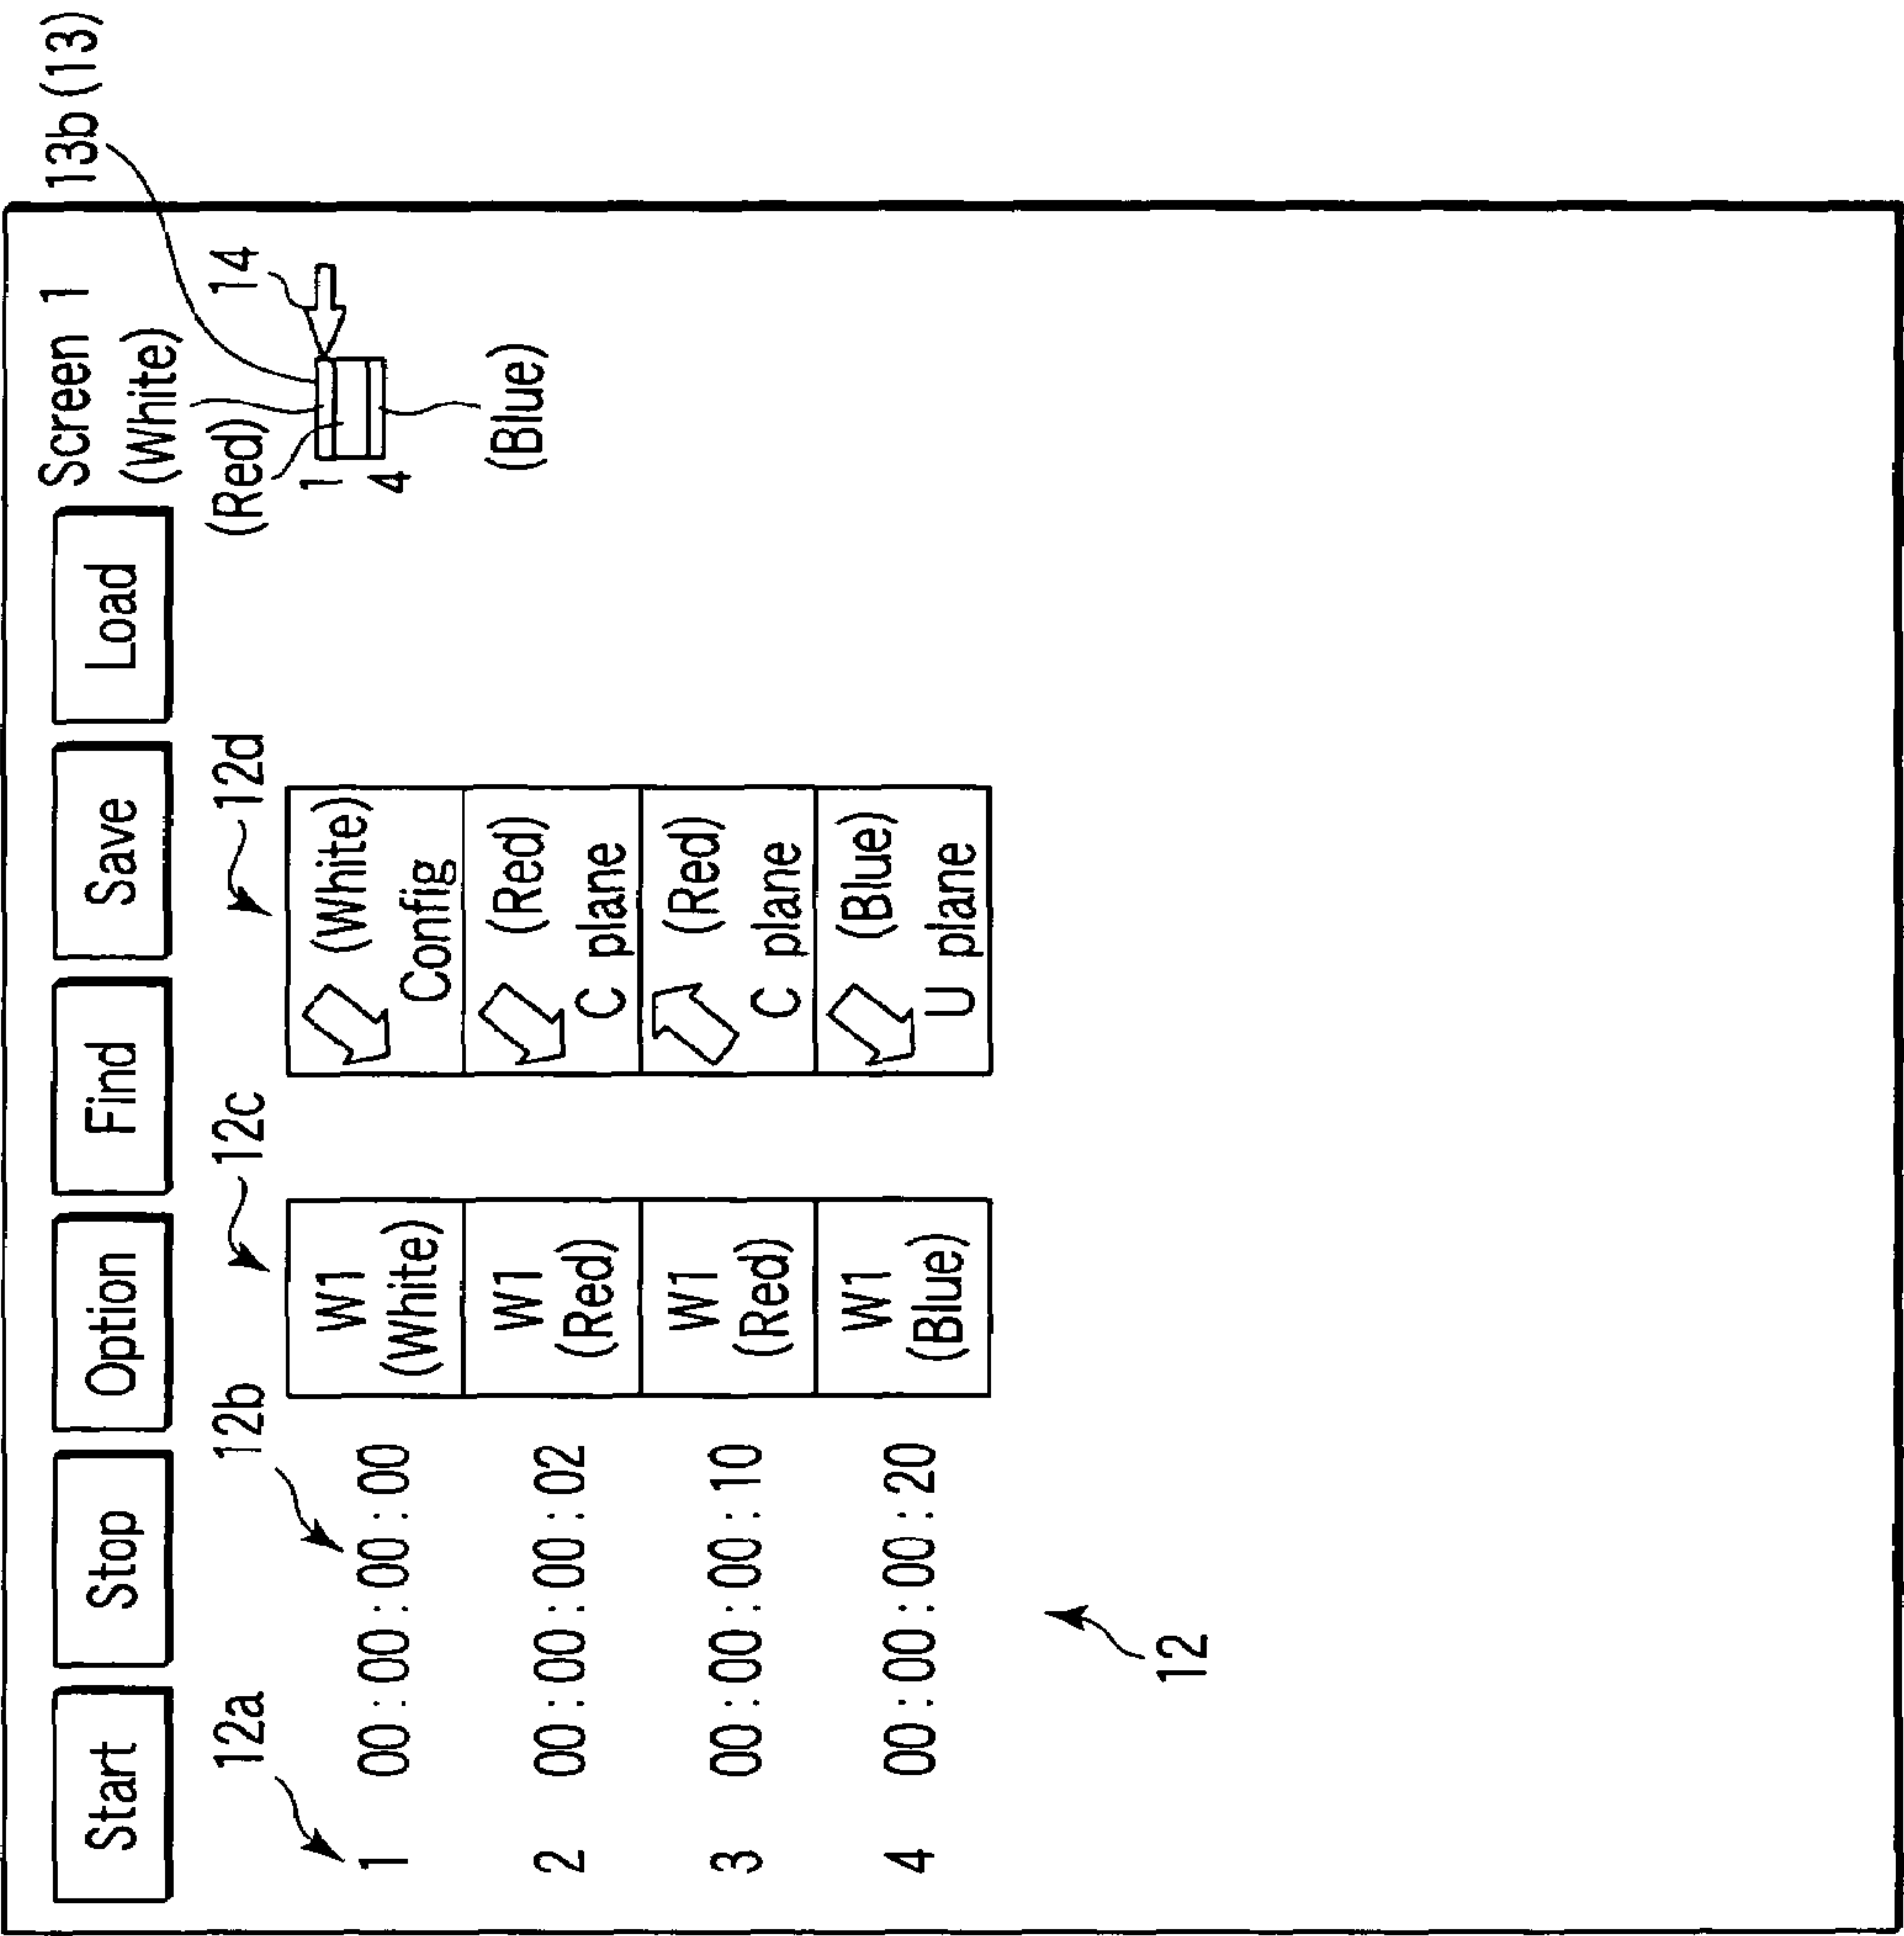 Start Stop Option Find Save Load Screen 1
13b (13)
(White)
12a 12b 12c 12d (Red) 14
1 00:00:00:00 W1 (White) (White) Config 1
2 00:00:00:02 W1 (Red) (Red) C plane 4
(Blue)
3 00:00:00:10 W1 (Red) (Red) C plane
4 00:00:00:20 W1 (Blue) (Blue) U plane
12